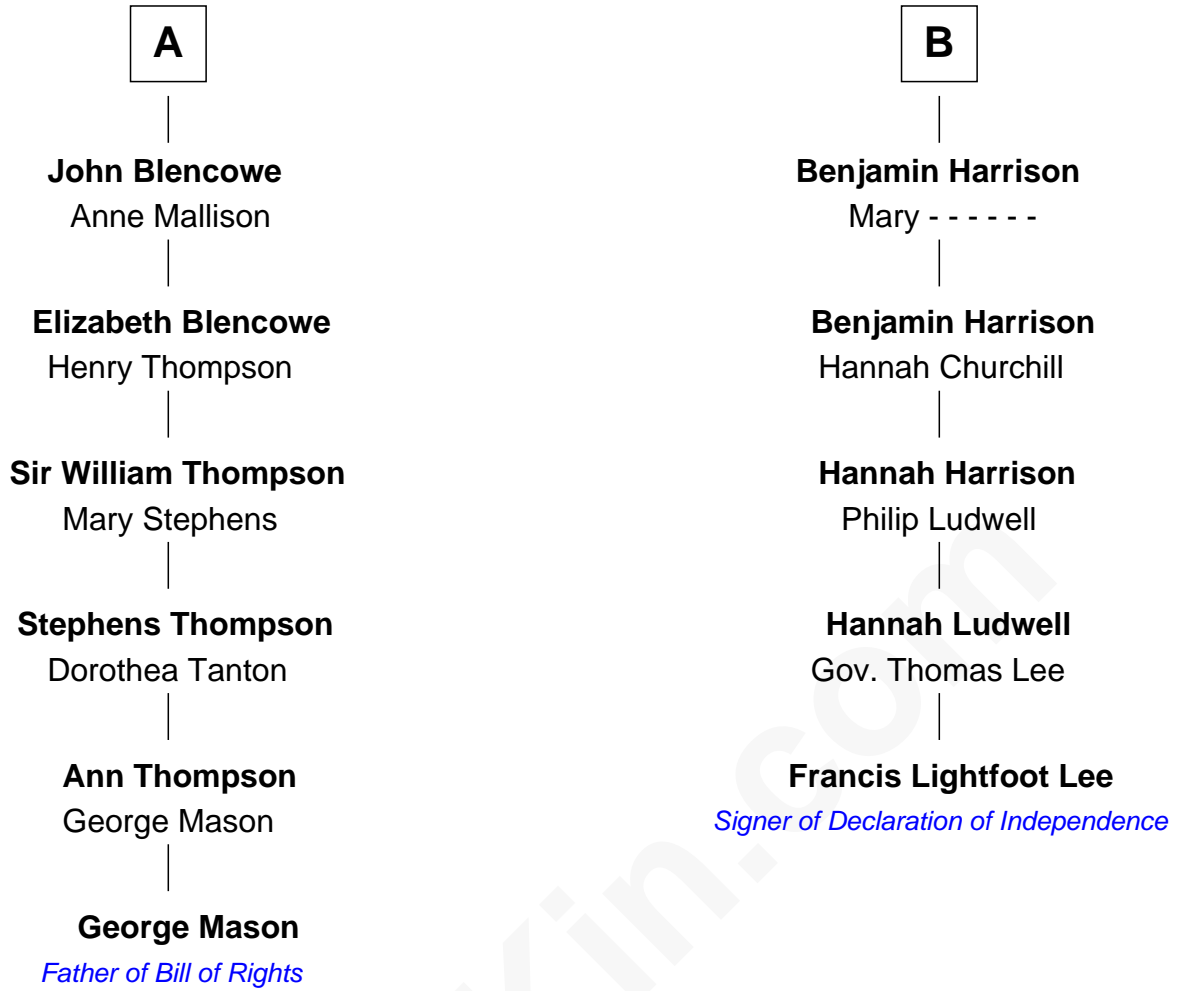 A
John Blencowe
Anne Mallison
Elizabeth Blencowe
Henry Thompson
Sir William Thompson
Mary Stephens
Stephens Thompson
Dorothea Tanton
Ann Thompson
George Mason
George Mason
Father of Bill of Rights
B
Benjamin Harrison
Mary - - - - - -
Benjamin Harrison
Hannah Churchill
Hannah Harrison
Philip Ludwell
Hannah Ludwell
Gov. Thomas Lee
Francis Lightfoot Lee
Signer of Declaration of Independence